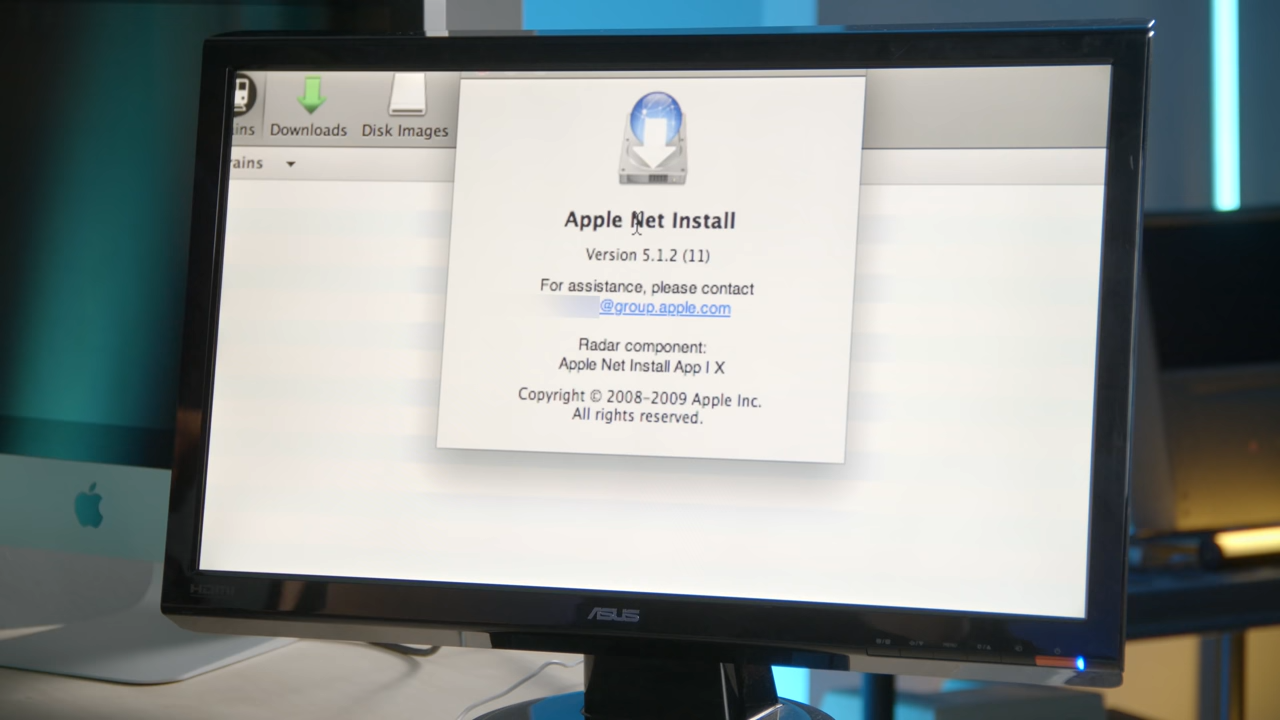 ains
Downloads
Disk Images
rains
Apple Net Install
Version 5.1.2 (11)
For assistance, please contact
@group.apple.com
Radar component:
Apple Net Install App | X
Copyright © 2008-2009 Apple Inc.
All rights reserved.
HDMI
ASUS